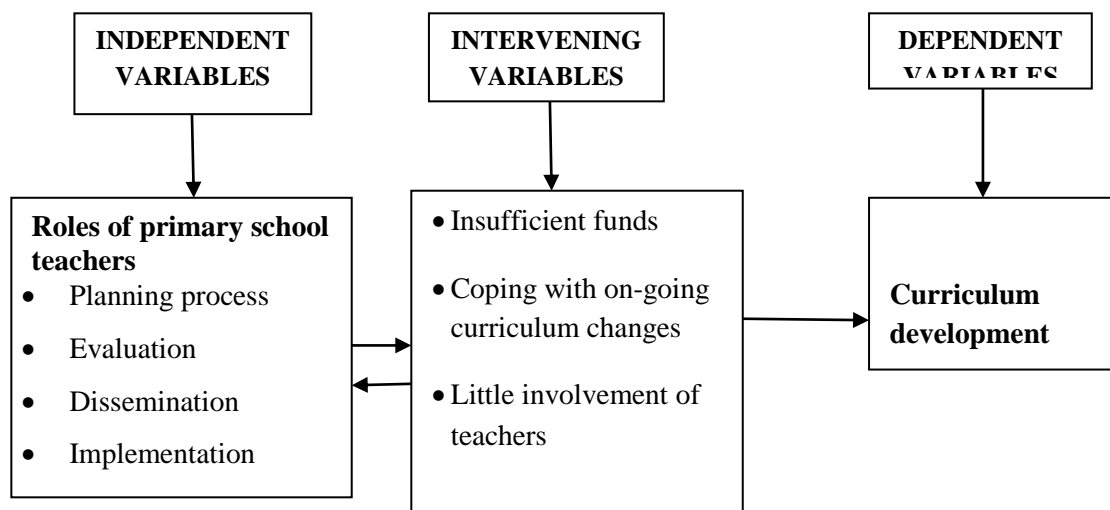 INDEPENDENT
VARIABLES
INTERVENING
VARIABLES
DEPENDENT
VARIABLES
Roles of primary school
teachers
• Planning process
• Evaluation
• Dissemination
• Implementation
• Insufficient funds
• Coping with on-going
curriculum changes
• Little involvement of
teachers
Curriculum
development